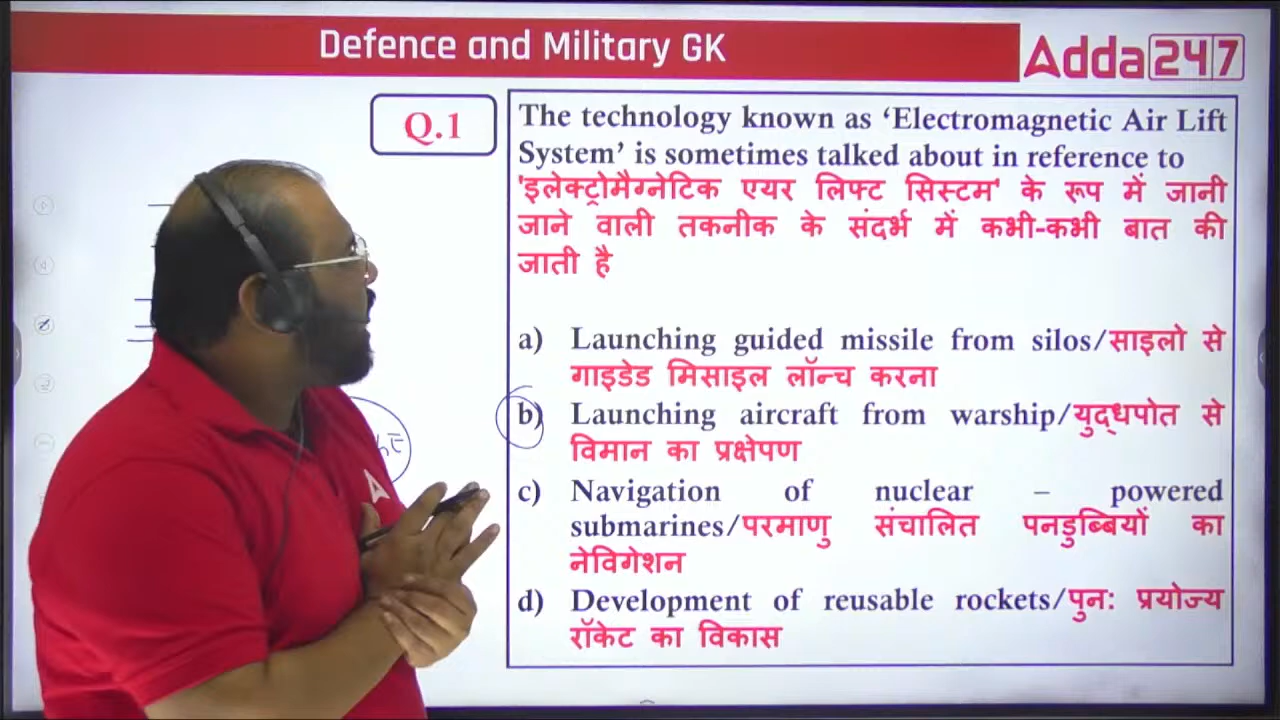 Defence and Military GK
Adda247
Q.1
The technology known as ‘Electromagnetic Air Lift
System’ is sometimes talked about in reference to
'इलेक्ट्रोमैग्नेटिक एयर लिफ्ट सिस्टम' के रूप में जानी
जाने वाली तकनीक के संदर्भ में कभी-कभी बात की
जाती है
a) Launching guided missile from silos/साइलो से
गाइडेड मिसाइल लॉन्च करना
b) Launching aircraft from warship/युद्धपोत से
विमान का प्रक्षेपण
c) Navigation of nuclear – powered
submarines/परमाणु संचालित पनडुब्बियों का
नेविगेशन
d) Development of reusable rockets/पुन: प्रयोज्य
रॉकेट का विकास